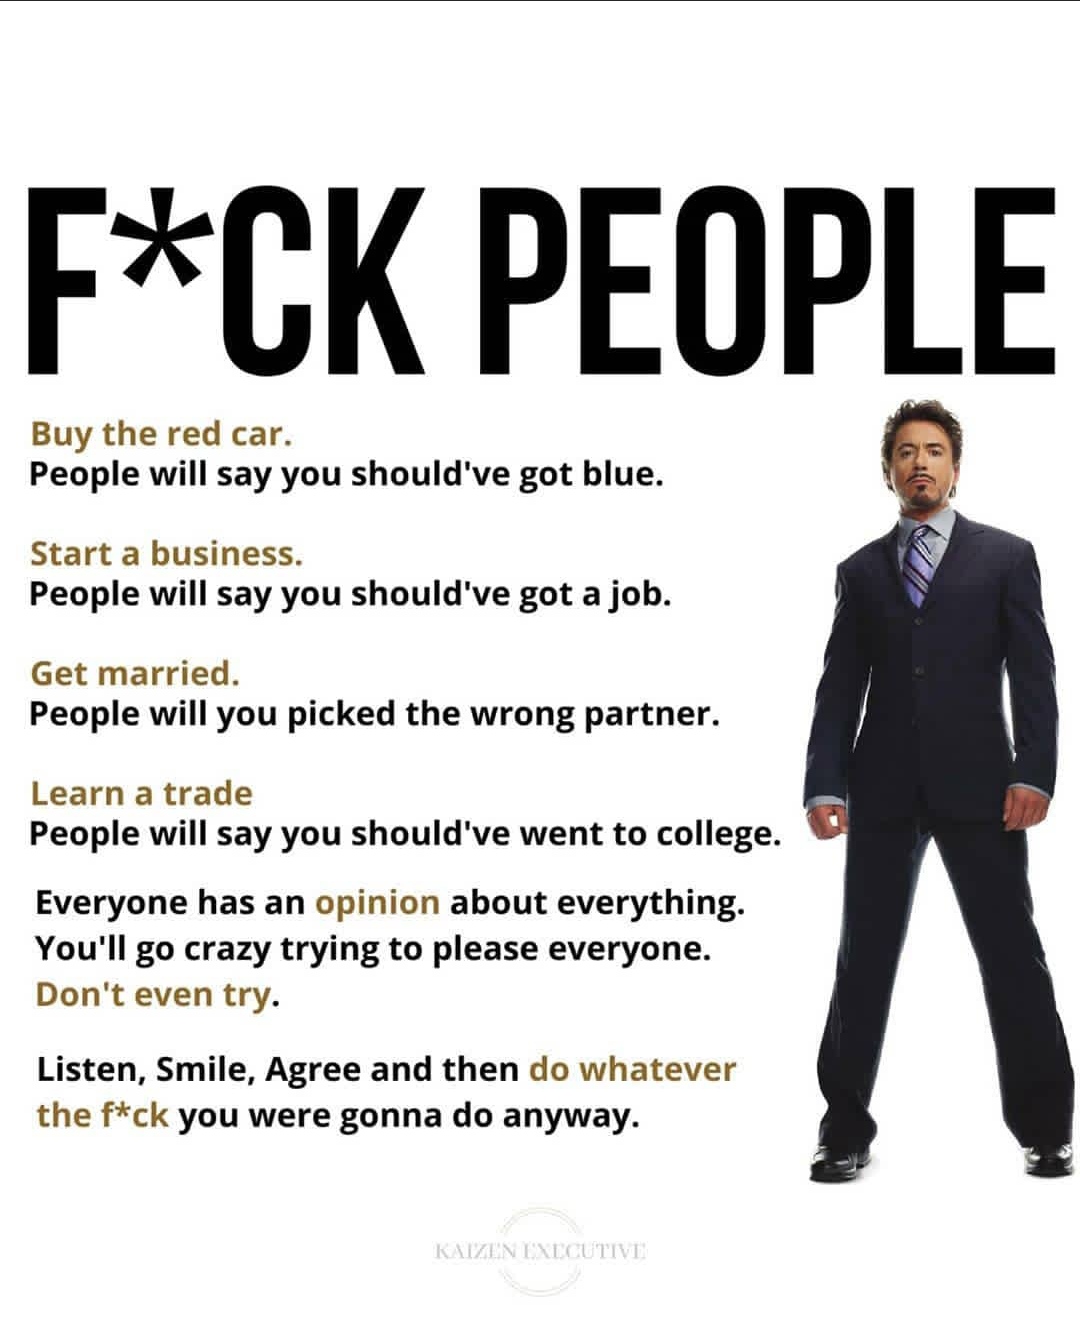 F*CK PEOPLE
Buy the red car.
People will say you should've got blue.
Start a business.
People will say you should've got a job.
Get married.
People will you picked the wrong partner.
Learn a trade
People will say you should've went to college.
Everyone has an opinion about everything.
You'll go crazy trying to please everyone.
Don't even try.
Listen, Smile, Agree and then do whatever
the f*ck you were gonna do anyway.
KAIZEN EXECUTIVE